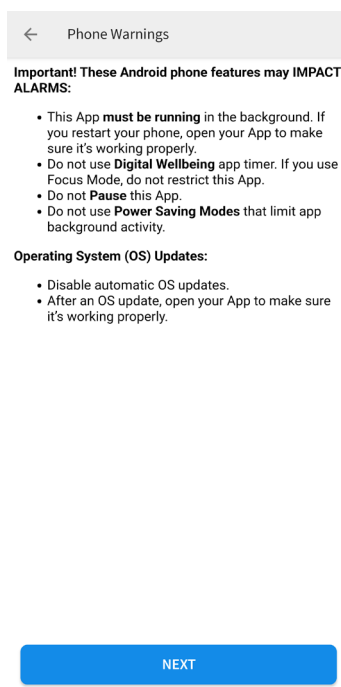 Phone Warnings
Important! These Android phone features may IMPACT
ALARMS:
• This App must be running in the background. If
you restart your phone, open your App to make
sure it's working properly.
• Do not use Digital Wellbeing app timer. If you use
Focus Mode, do not restrict this App.
• Do not Pause this App.
• Do not use Power Saving Modes that limit app
background activity.
Operating System (OS) Updates:
• Disable automatic OS updates.
• After an OS update, open your App to make sure
it's working properly.
NEXT